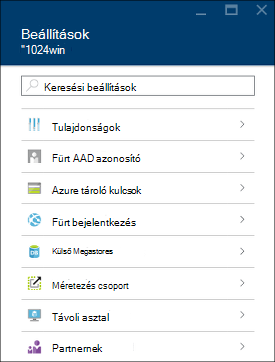 Beállítások
"1024win
Keresési beállítások
Tulajdonságok
Fürt AAD azonosító
Azure tároló kulcsok
Fürt bejelentkezés
Külső Megastores
Méretezés csoport
Távoli asztal
Partnernek